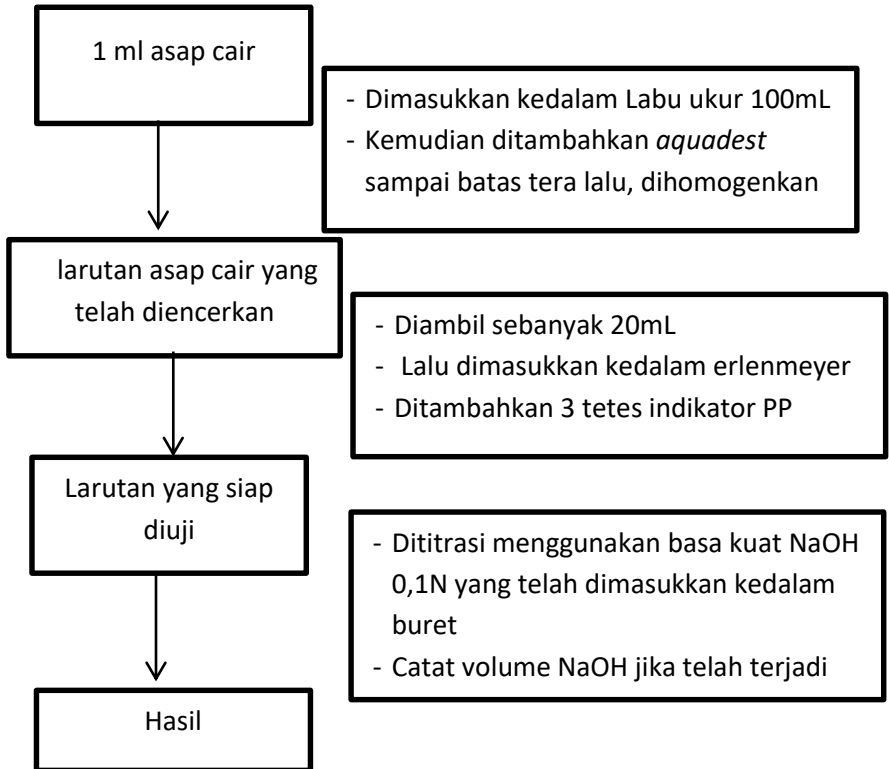 1 ml asap cair
- Dimasukkan kedalam Labu ukur 100mL
- Kemudian ditambahkan aquadest
sampai batas tera lalu, dihomogenkan
larutan asap cair yang
telah diencerkan
- Diambil sebanyak 20mL
- Lalu dimasukkan kedalam erlenmeyer
- Ditambahkan 3 tetes indikator PP
Larutan yang siap
diuji
- Dititrasi menggunakan basa kuat NaOH
0,1N yang telah dimasukkan kedalam
buret
- Catat volume NaOH jika telah terjadi
Hasil